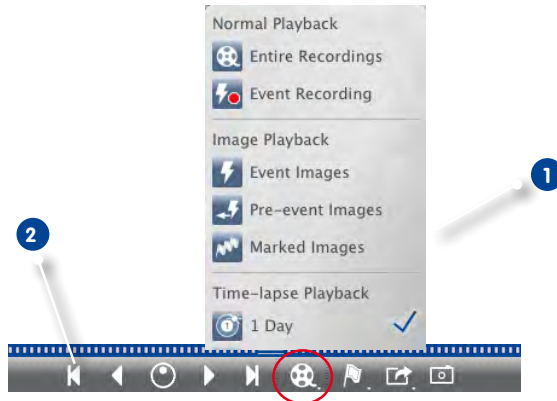 Normal Playback
Entire Recordings
Event Recording
Image Playback
Event Images
Pre-event Images
Marked Images
Time-lapse Playback
1 Day
1
2